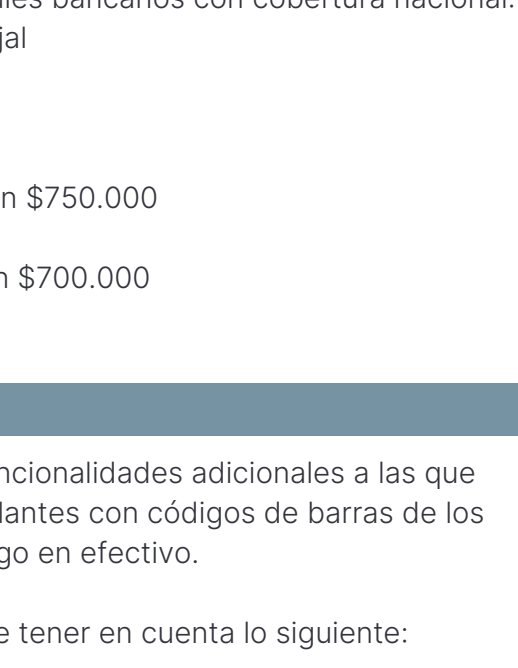 les bancarios con cobertura nacional.
jal
n $750.000
n $700.000
ncionalidades adicionales a las que
lantes con códigos de barras de los
go en efectivo.
e tener en cuenta lo siguiente: